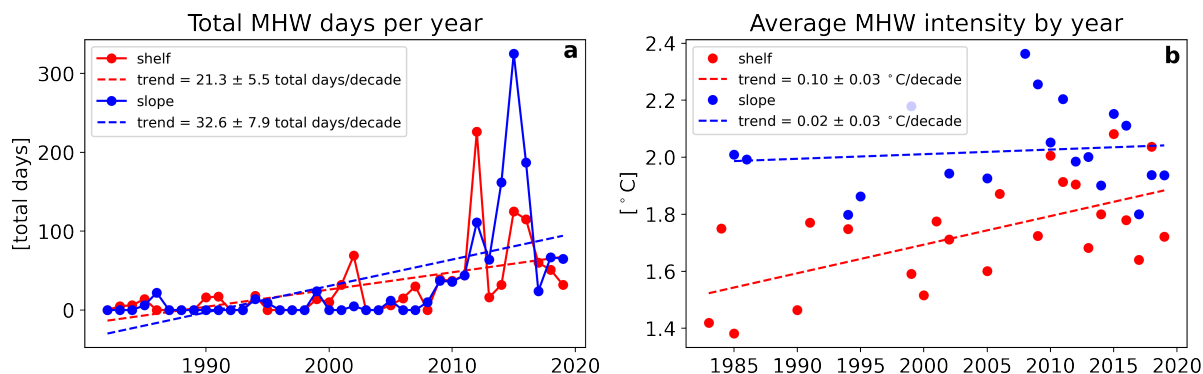 Total MHW days per year
a
shelf
trend = 21.3 ± 5.5 total days/decade
slope
trend = 32.6 ± 7.9 total days/decade
[total days]
300
200
100
0
1990
2000
2010
2020
Average MHW intensity by year
b
shelf
trend = 0.10 ± 0.03 °C/decade
slope
trend = 0.02 ± 0.03 °C/decade
[°C]
2.4
2.2
2.0
1.8
1.6
1.4
1985
1990
1995
2000
2005
2010
2015
2020